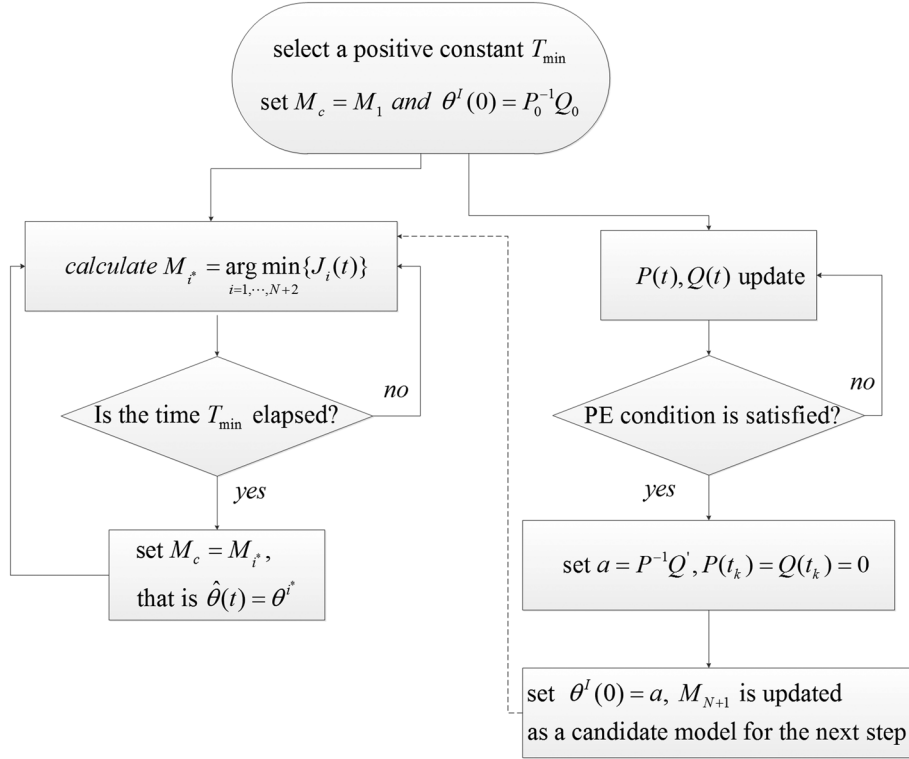 select a positive constant T_min
set M_c = M_1 and θ^I(0) = P_0^{-1}Q_0
calculate M_{i*} = arg min{J_i(t)}
i=1,⋯,N+2
Is the time T_min elapsed?
no
yes
set M_c = M_{i*},
that is θ̂(t) = θ^{i*}
P(t), Q(t) update
PE condition is satisfied?
no
yes
set a = P^{-1}Q', P(t_k) = Q(t_k) = 0
set θ^I(0) = a, M_{N+1} is updated
as a candidate model for the next step